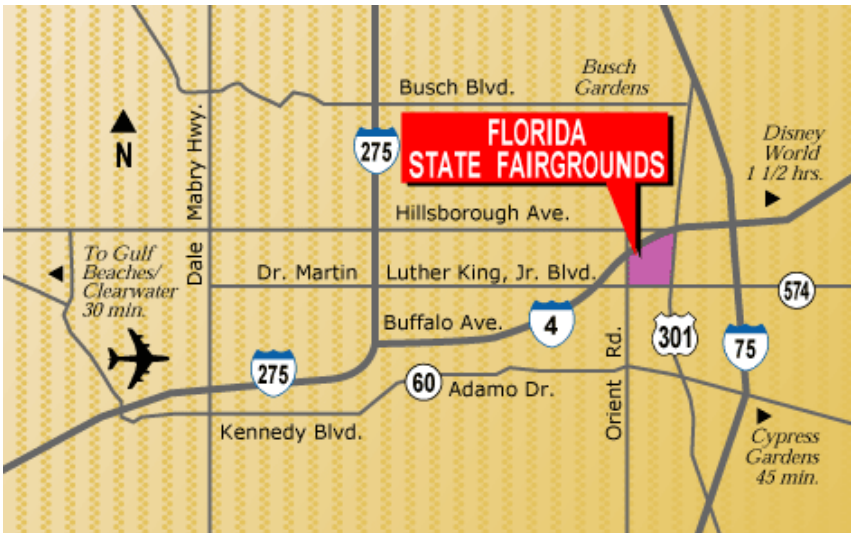 Busch Blvd.
Busch
Gardens
Dale Mabry Hwy.
N
275
FLORIDA
STATE FAIRGROUNDS
Disney
World
1 1/2 hrs.
Hillsborough Ave.
To Gulf
Beaches/
Clearwater
30 min.
Dr. Martin Luther King, Jr. Blvd.
574
Buffalo Ave.
4
301
75
Orient Rd.
275
60
Adamo Dr.
Kennedy Blvd.
Cypress
Gardens
45 min.